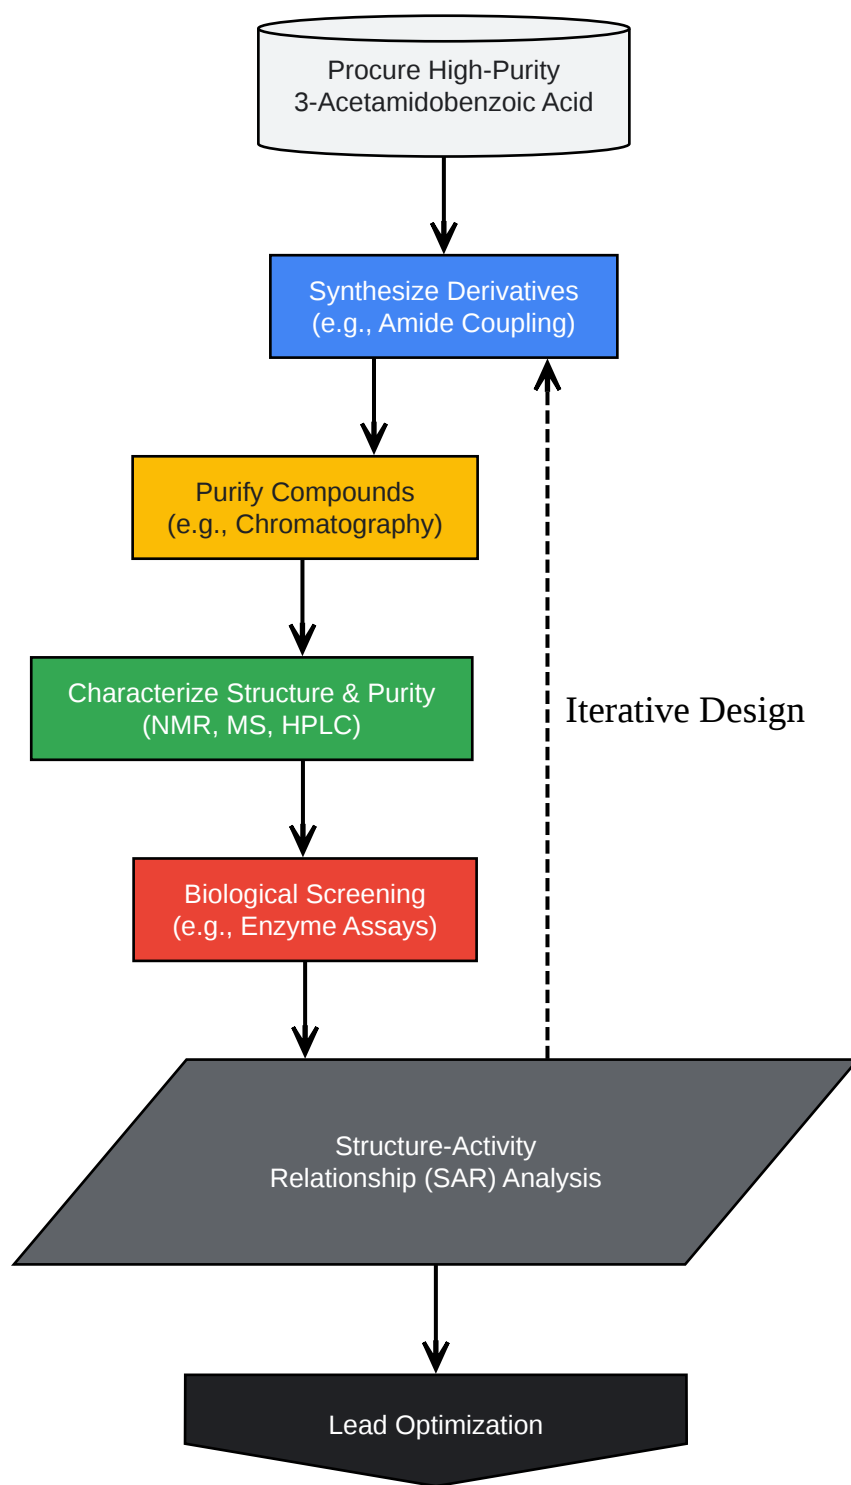 Procure High-Purity
3-Acetamidobenzoic Acid
Synthesize Derivatives
(e.g., Amide Coupling)
Purify Compounds
(e.g., Chromatography)
Characterize Structure & Purity
(NMR, MS, HPLC)
Iterative Design
Biological Screening
(e.g., Enzyme Assays)
Structure-Activity
Relationship (SAR) Analysis
Lead Optimization